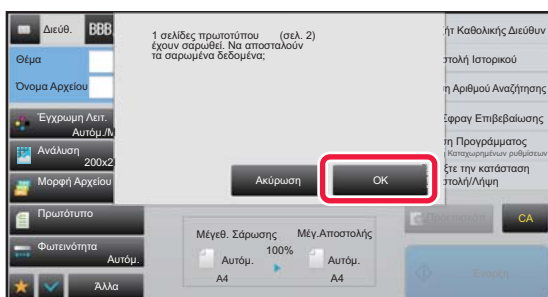 Διεύθ.
BBB
1 σελίδες πρωτοτύπου (σελ. 2)
έχουν σαρωθεί. Να αποσταλούν
τα σαρωμένα δεδομένα;
Καθολικής Διεύθυν
Θέμα
στολή Ιστορικού
Όνομα Αρχείου
Αριθμού Αναζήτησης
Έγχρωμη Λειτ.
Αυτόμ./Μ
Σφραγ Επιβεβαίωσης
Ανάλυση
200x2
Προγράμματος
Καταχωρημένων ρυθμίσεων
την κατάσταση
στολή/Λήψη
Μορφή Αρχείου
Ακύρωση
OK
Πρωτότυπο
CA
Μέγεθ. Σάρωσης
Μέγ.Αποστολής
100%
Αυτόμ.
Αυτόμ.
A4
A4
Φωτεινότητα
Αυτόμ.
Έναρξη
Άλλα